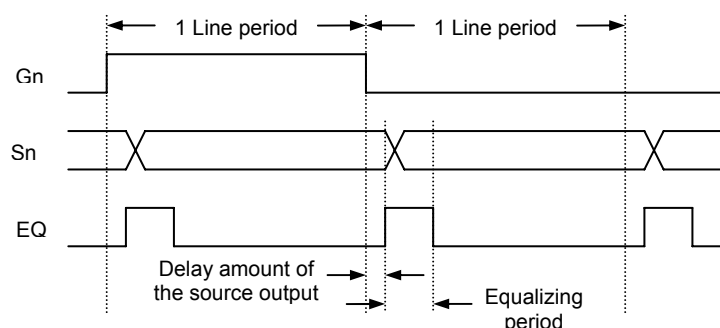 1 Line period
1 Line period
Gn
Sn
EQ
Delay amount of
the source output
Equalizing
period